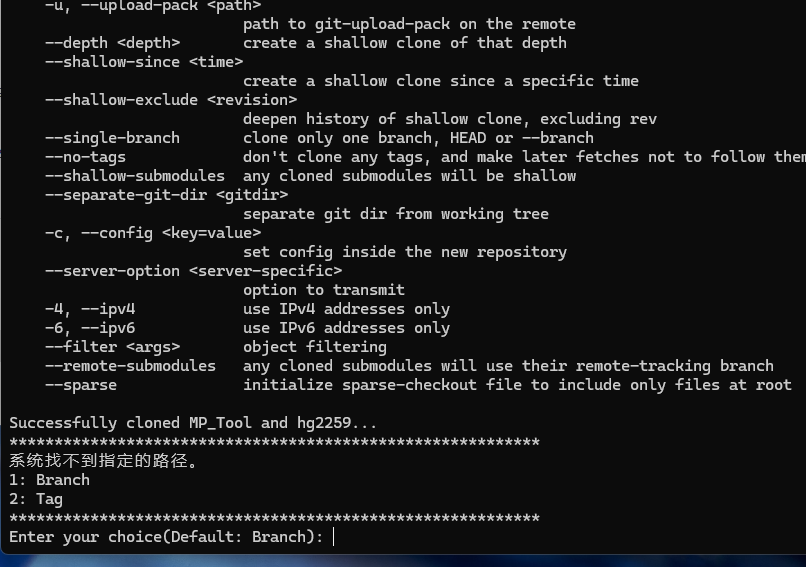 -u, --upload-pack <path>
path to git-upload-pack on the remote
--depth <depth> create a shallow clone of that depth
--shallow-since <time>
create a shallow clone since a specific time
--shallow-exclude <revision>
deepen history of shallow clone, excluding rev
--single-branch clone only one branch, HEAD or --branch
--no-tags don't clone any tags, and make later fetches not to follow them
--shallow-submodules any cloned submodules will be shallow
--separate-git-dir <gitdir>
separate git dir from working tree
-c, --config <key=value>
set config inside the new repository
--server-option <server-specific>
option to transmit
-4, --ipv4 use IPv4 addresses only
-6, --ipv6 use IPv6 addresses only
--filter <args> object filtering
--remote-submodules any cloned submodules will use their remote-tracking branch
--sparse initialize sparse-checkout file to include only files at root
Successfully cloned MP_Tool and hg2259...
***********************************************************
系统找不到指定的路径。
1: Branch
2: Tag
***********************************************************
Enter your choice(Default: Branch):